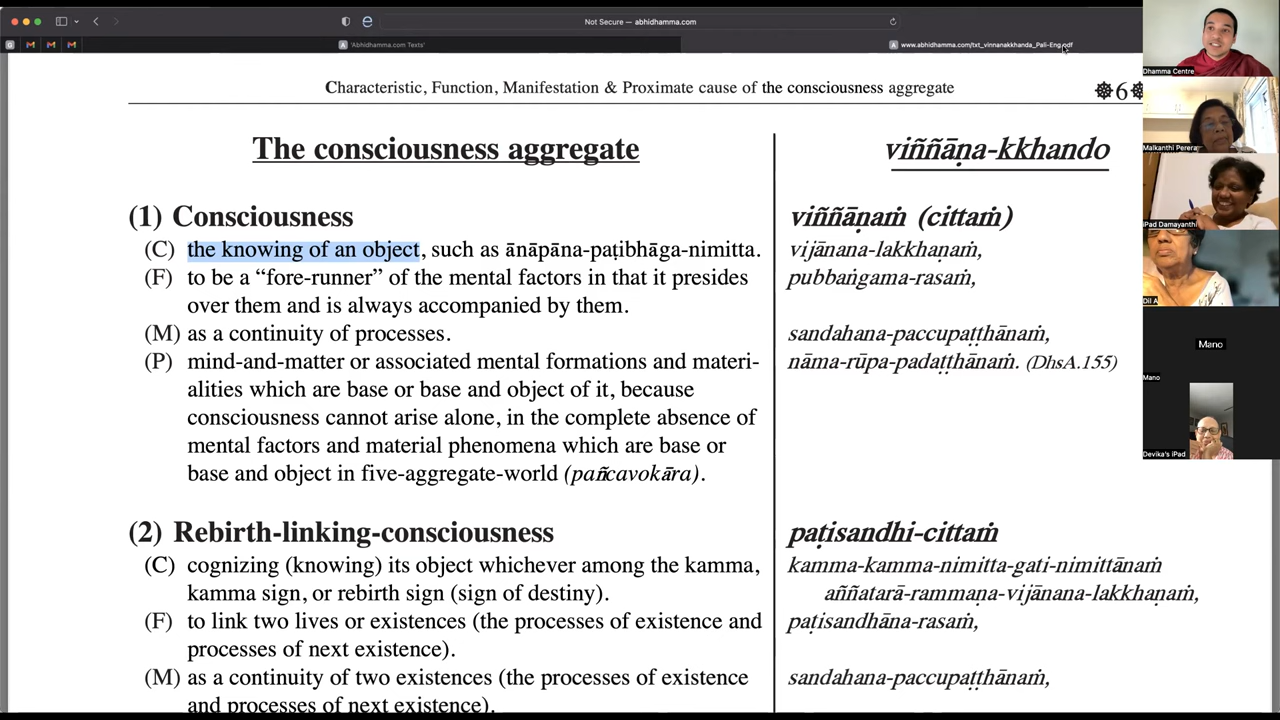 Not Secure — abhidhamma.com
'Abhidhamma.com Texts'
www.abhidhamma.com/txt_vinnanakkhanda_Pali-Eng.pdf
Characteristic, Function, Manifestation & Proximate cause of the consciousness aggregate
6
The consciousness aggregate
viññāṇa-kkhando
(1) Consciousness
viññāṇaṁ (cittaṁ)
(C) the knowing of an object, such as ānāpāna-paṭibhāga-nimitta.
vijānana-lakkhaṇaṁ,
(F) to be a “fore-runner” of the mental factors in that it presides
pubbaṅgama-rasaṁ,
over them and is always accompanied by them.
(M) as a continuity of processes.
sandahana-paccupaṭṭhānaṁ,
(P) mind-and-matter or associated mental formations and materi-
nāma-rūpa-padaṭṭhānaṁ. (DhsA.155)
alities which are base or base and object of it, because
consciousness cannot arise alone, in the complete absence of
mental factors and material phenomena which are base or
base and object in five-aggregate-world (pañcavokāra).
(2) Rebirth-linking-consciousness
paṭisandhi-cittaṁ
(C) cognizing (knowing) its object whichever among the kamma,
kamma-kamma-nimitta-gati-nimittānaṁ
kamma sign, or rebirth sign (sign of destiny).
aññatarā-rammaṇa-vijānana-lakkhaṇaṁ,
(F) to link two lives or existences (the processes of existence and
paṭisandhāna-rasaṁ,
processes of next existence).
(M) as a continuity of two existences (the processes of existence
sandahana-paccupaṭṭhānaṁ,
and processes of next existence).
Dhamma Centre
Malkanthi Perera
iPad Damayanthi
Dil A
Mano
Mano
Devika's iPad